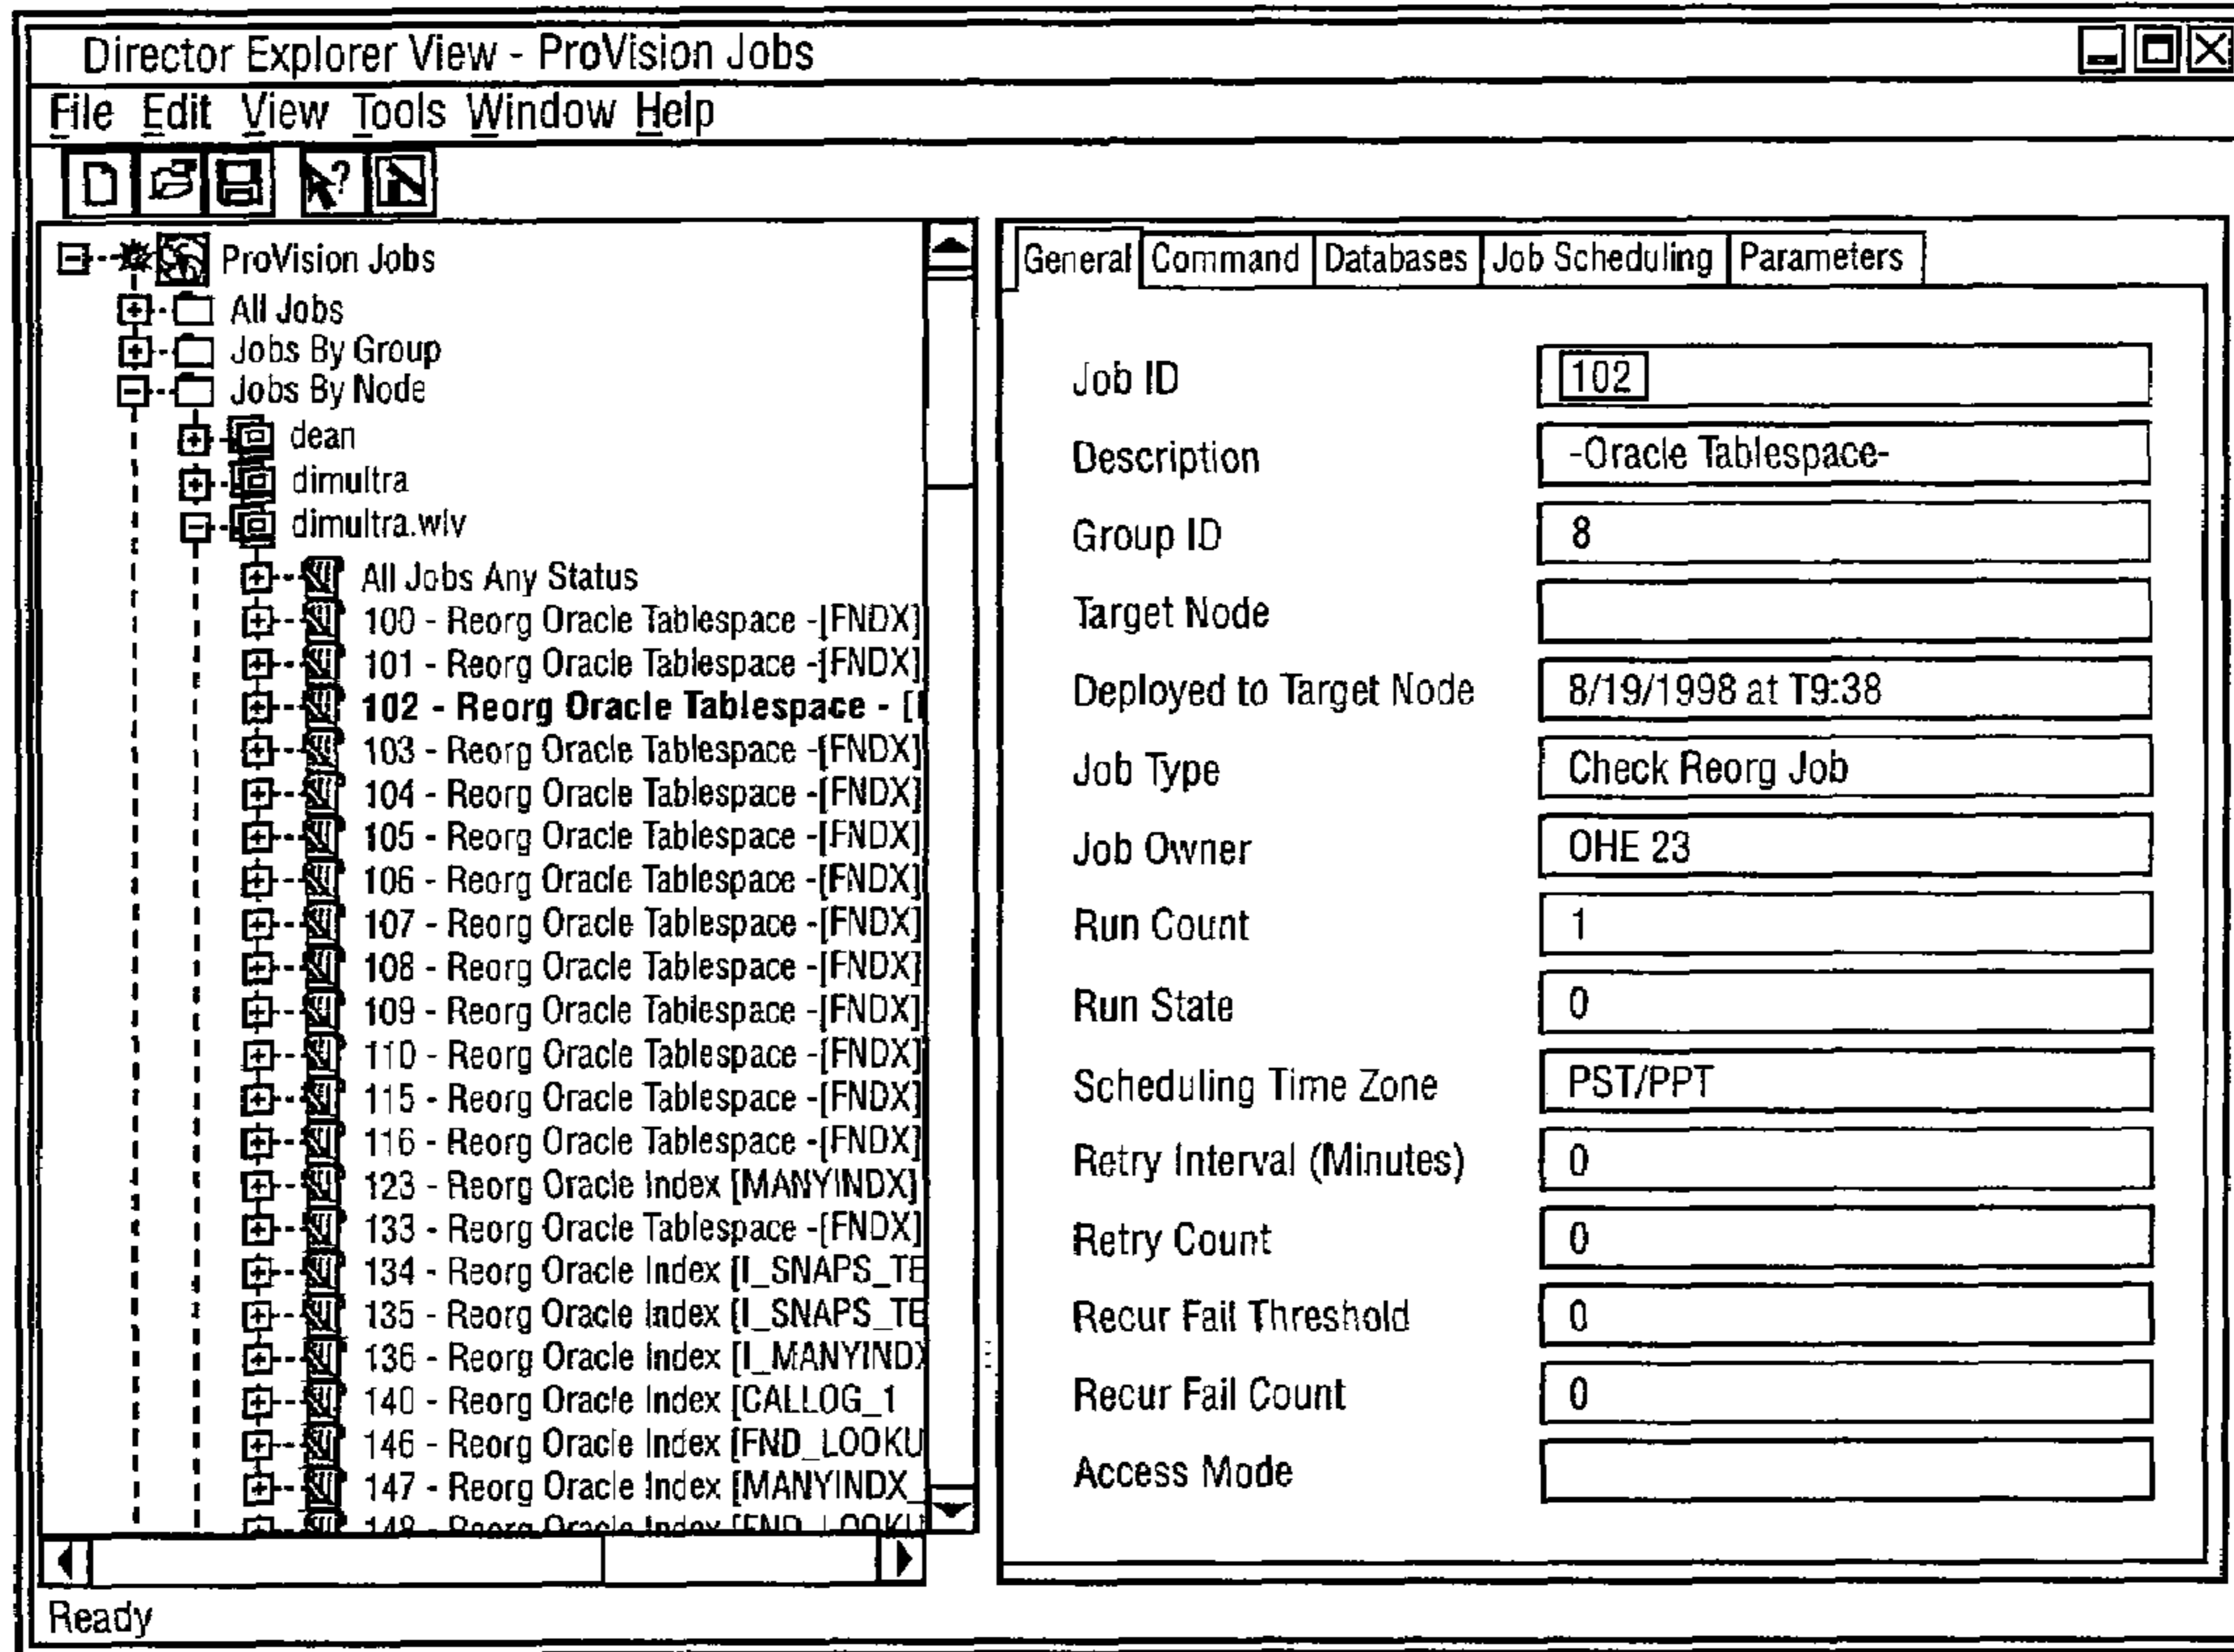 Director Explorer View - ProVision Jobs
File Edit View Tools Window Help
ProVision Jobs
All Jobs
Jobs By Group
Jobs By Node
dean
dimultra
dimultra.wlv
All Jobs Any Status
100 - Reorg Oracle Tablespace -[FNDX]
101 - Reorg Oracle Tablespace -[FNDX]
102 - Reorg Oracle Tablespace - [
103 - Reorg Oracle Tablespace -[FNDX]
104 - Reorg Oracle Tablespace -[FNDX]
105 - Reorg Oracle Tablespace -[FNDX]
106 - Reorg Oracle Tablespace -[FNDX]
107 - Reorg Oracle Tablespace -[FNDX]
108 - Reorg Oracle Tablespace -[FNDX]
109 - Reorg Oracle Tablespace -[FNDX]
110 - Reorg Oracle Tablespace -[FNDX]
115 - Reorg Oracle Tablespace -[FNDX]
116 - Reorg Oracle Tablespace -[FNDX]
123 - Reorg Oracle Index [MANYINDX]
133 - Reorg Oracle Tablespace -[FNDX]
134 - Reorg Oracle Index [I_SNAPS_TE
135 - Reorg Oracle Index [I_SNAPS_TE
136 - Reorg Oracle Index [I_MANYINDX
140 - Reorg Oracle Index [CALLOG_1
146 - Reorg Oracle Index [FND_LOOKU
147 - Reorg Oracle Index [MANYINDX_
148 - Reorg Oracle Index [FND_LOOKU
General Command Databases Job Scheduling Parameters
Job ID 102
Description -Oracle Tablespace-
Group ID 8
Target Node
Deployed to Target Node 8/19/1998 at T9:38
Job Type Check Reorg Job
Job Owner OHE 23
Run Count 1
Run State 0
Scheduling Time Zone PST/PPT
Retry Interval (Minutes) 0
Retry Count 0
Recur Fail Threshold 0
Recur Fail Count 0
Access Mode
Ready